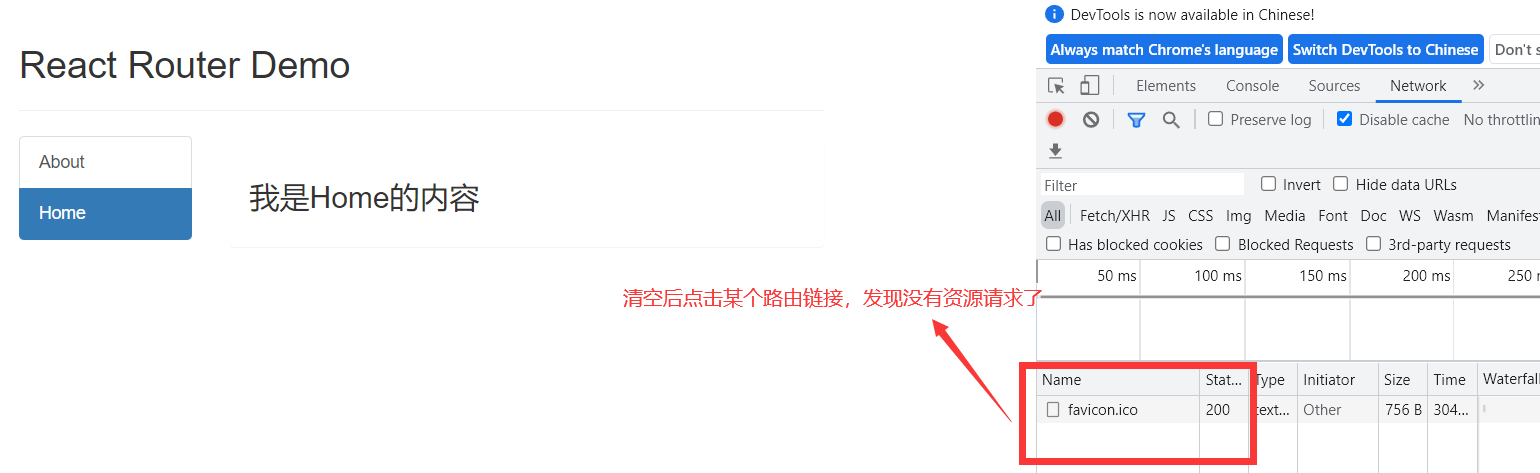 React Router Demo
About
Home
我是Home的内容
清空后点击某个路由链接，发现没有资源请求了
DevTools is now available in Chinese!
Always match Chrome's language Switch DevTools to Chinese Don't s
Elements Console Sources Network
Preserve log Disable cache No throttlin
Filter Invert Hide data URLs
All Fetch/XHR JS CSS Img Media Font Doc WS Wasm Manifest
Has blocked cookies Blocked Requests 3rd-party requests
50 ms 100 ms 150 ms 200 ms 250 m
Name Stat... Type Initiator Size Time Waterfall
favicon.ico 200 text... Other 756 B 304...